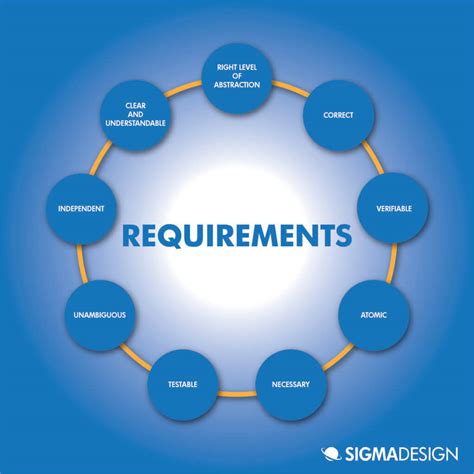 RIGHT LEVEL
OF
ABSTRACTION
CLEAR
AND
UNDERSTANDABLE
CORRECT
INDEPENDENT
VERIFIABLE
REQUIREMENTS
UNAMBIGUOUS
ATOMIC
TESTABLE
NECESSARY
SIGMADESIGN